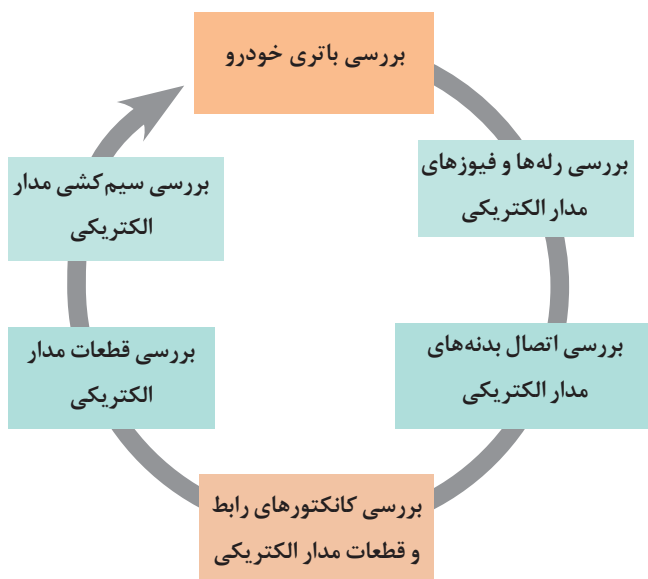 بررسی باتری خودرو
بررسی رله‌ها و فیوزهای
مدار الکتریکی
بررسی اتصال بدنه‌های
مدار الکتریکی
بررسی کانکتورهای رابط
و قطعات مدار الکتریکی
بررسی قطعات مدار
الکتریکی
بررسی سیم‌کشی مدار
الکتریکی